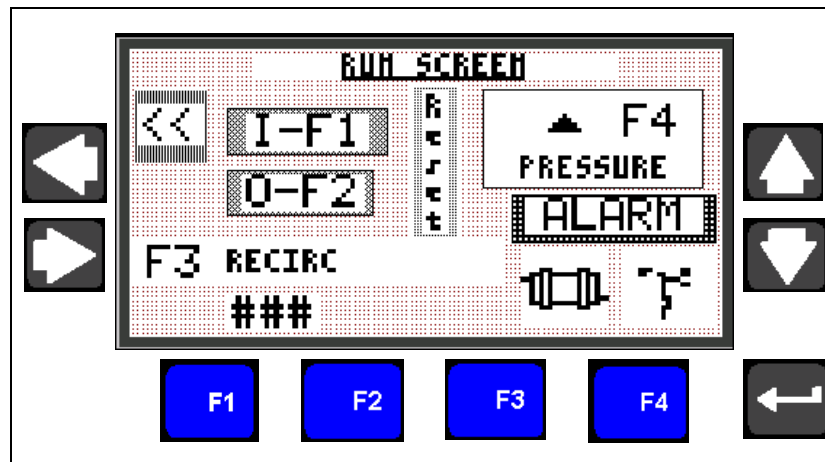 RUN SCREEN
<<
I-F1
Reset
▲ F4
PRESSURE
O-F2
ALARM
F3 RECIRC
###
F1
F2
F3
F4